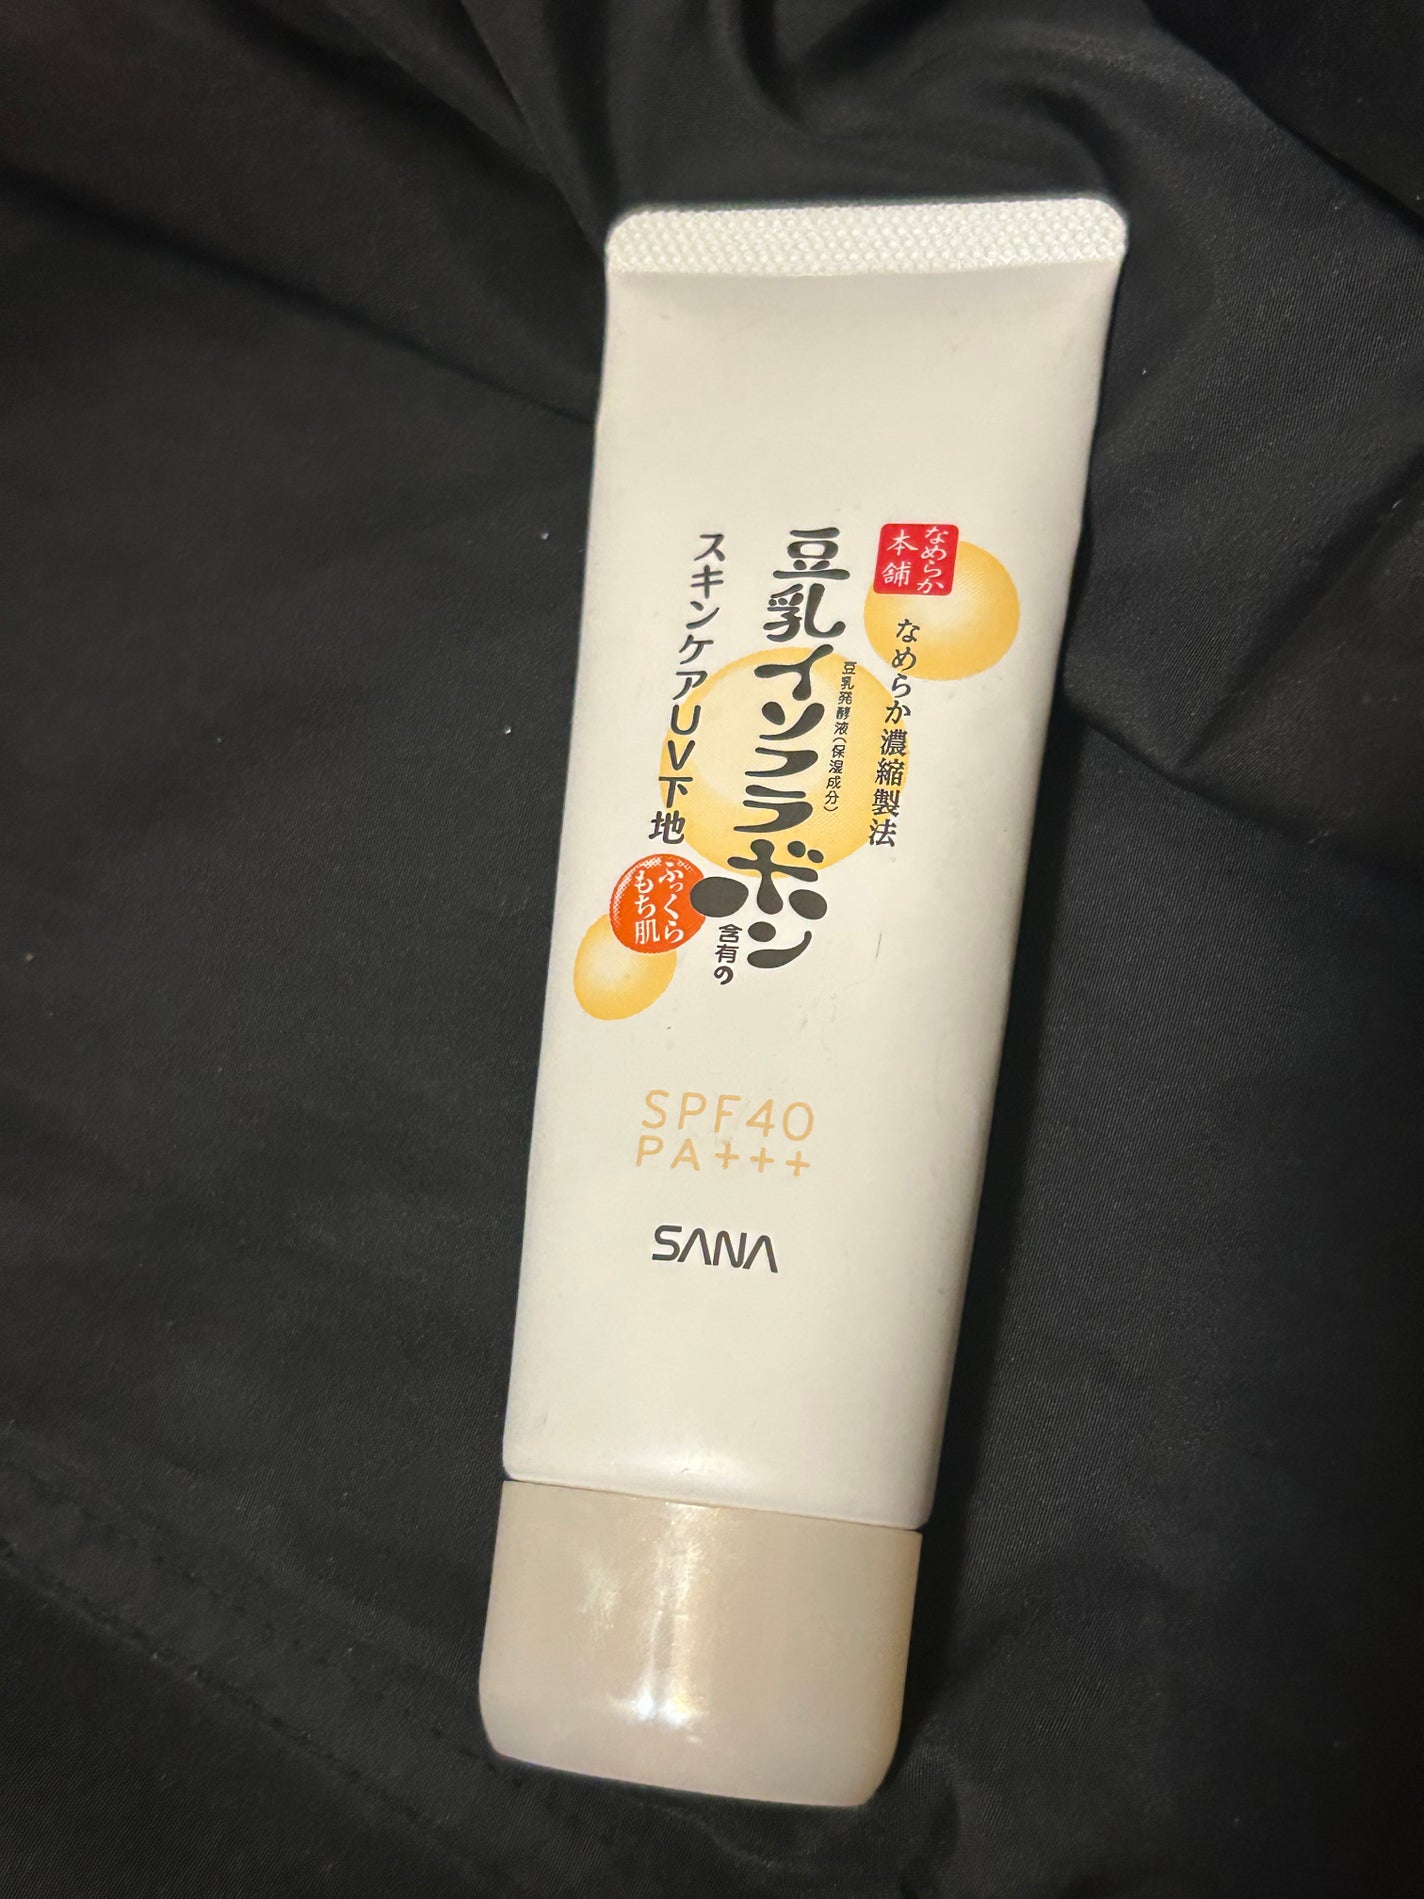 なめらか
本舗
なめらか濃縮製法
豆乳発酵液(保湿成分)
豆乳イソフラボン
含有の
スキンケアUV下地
ふっくら
もち肌
SPF40
PA+++
SANA